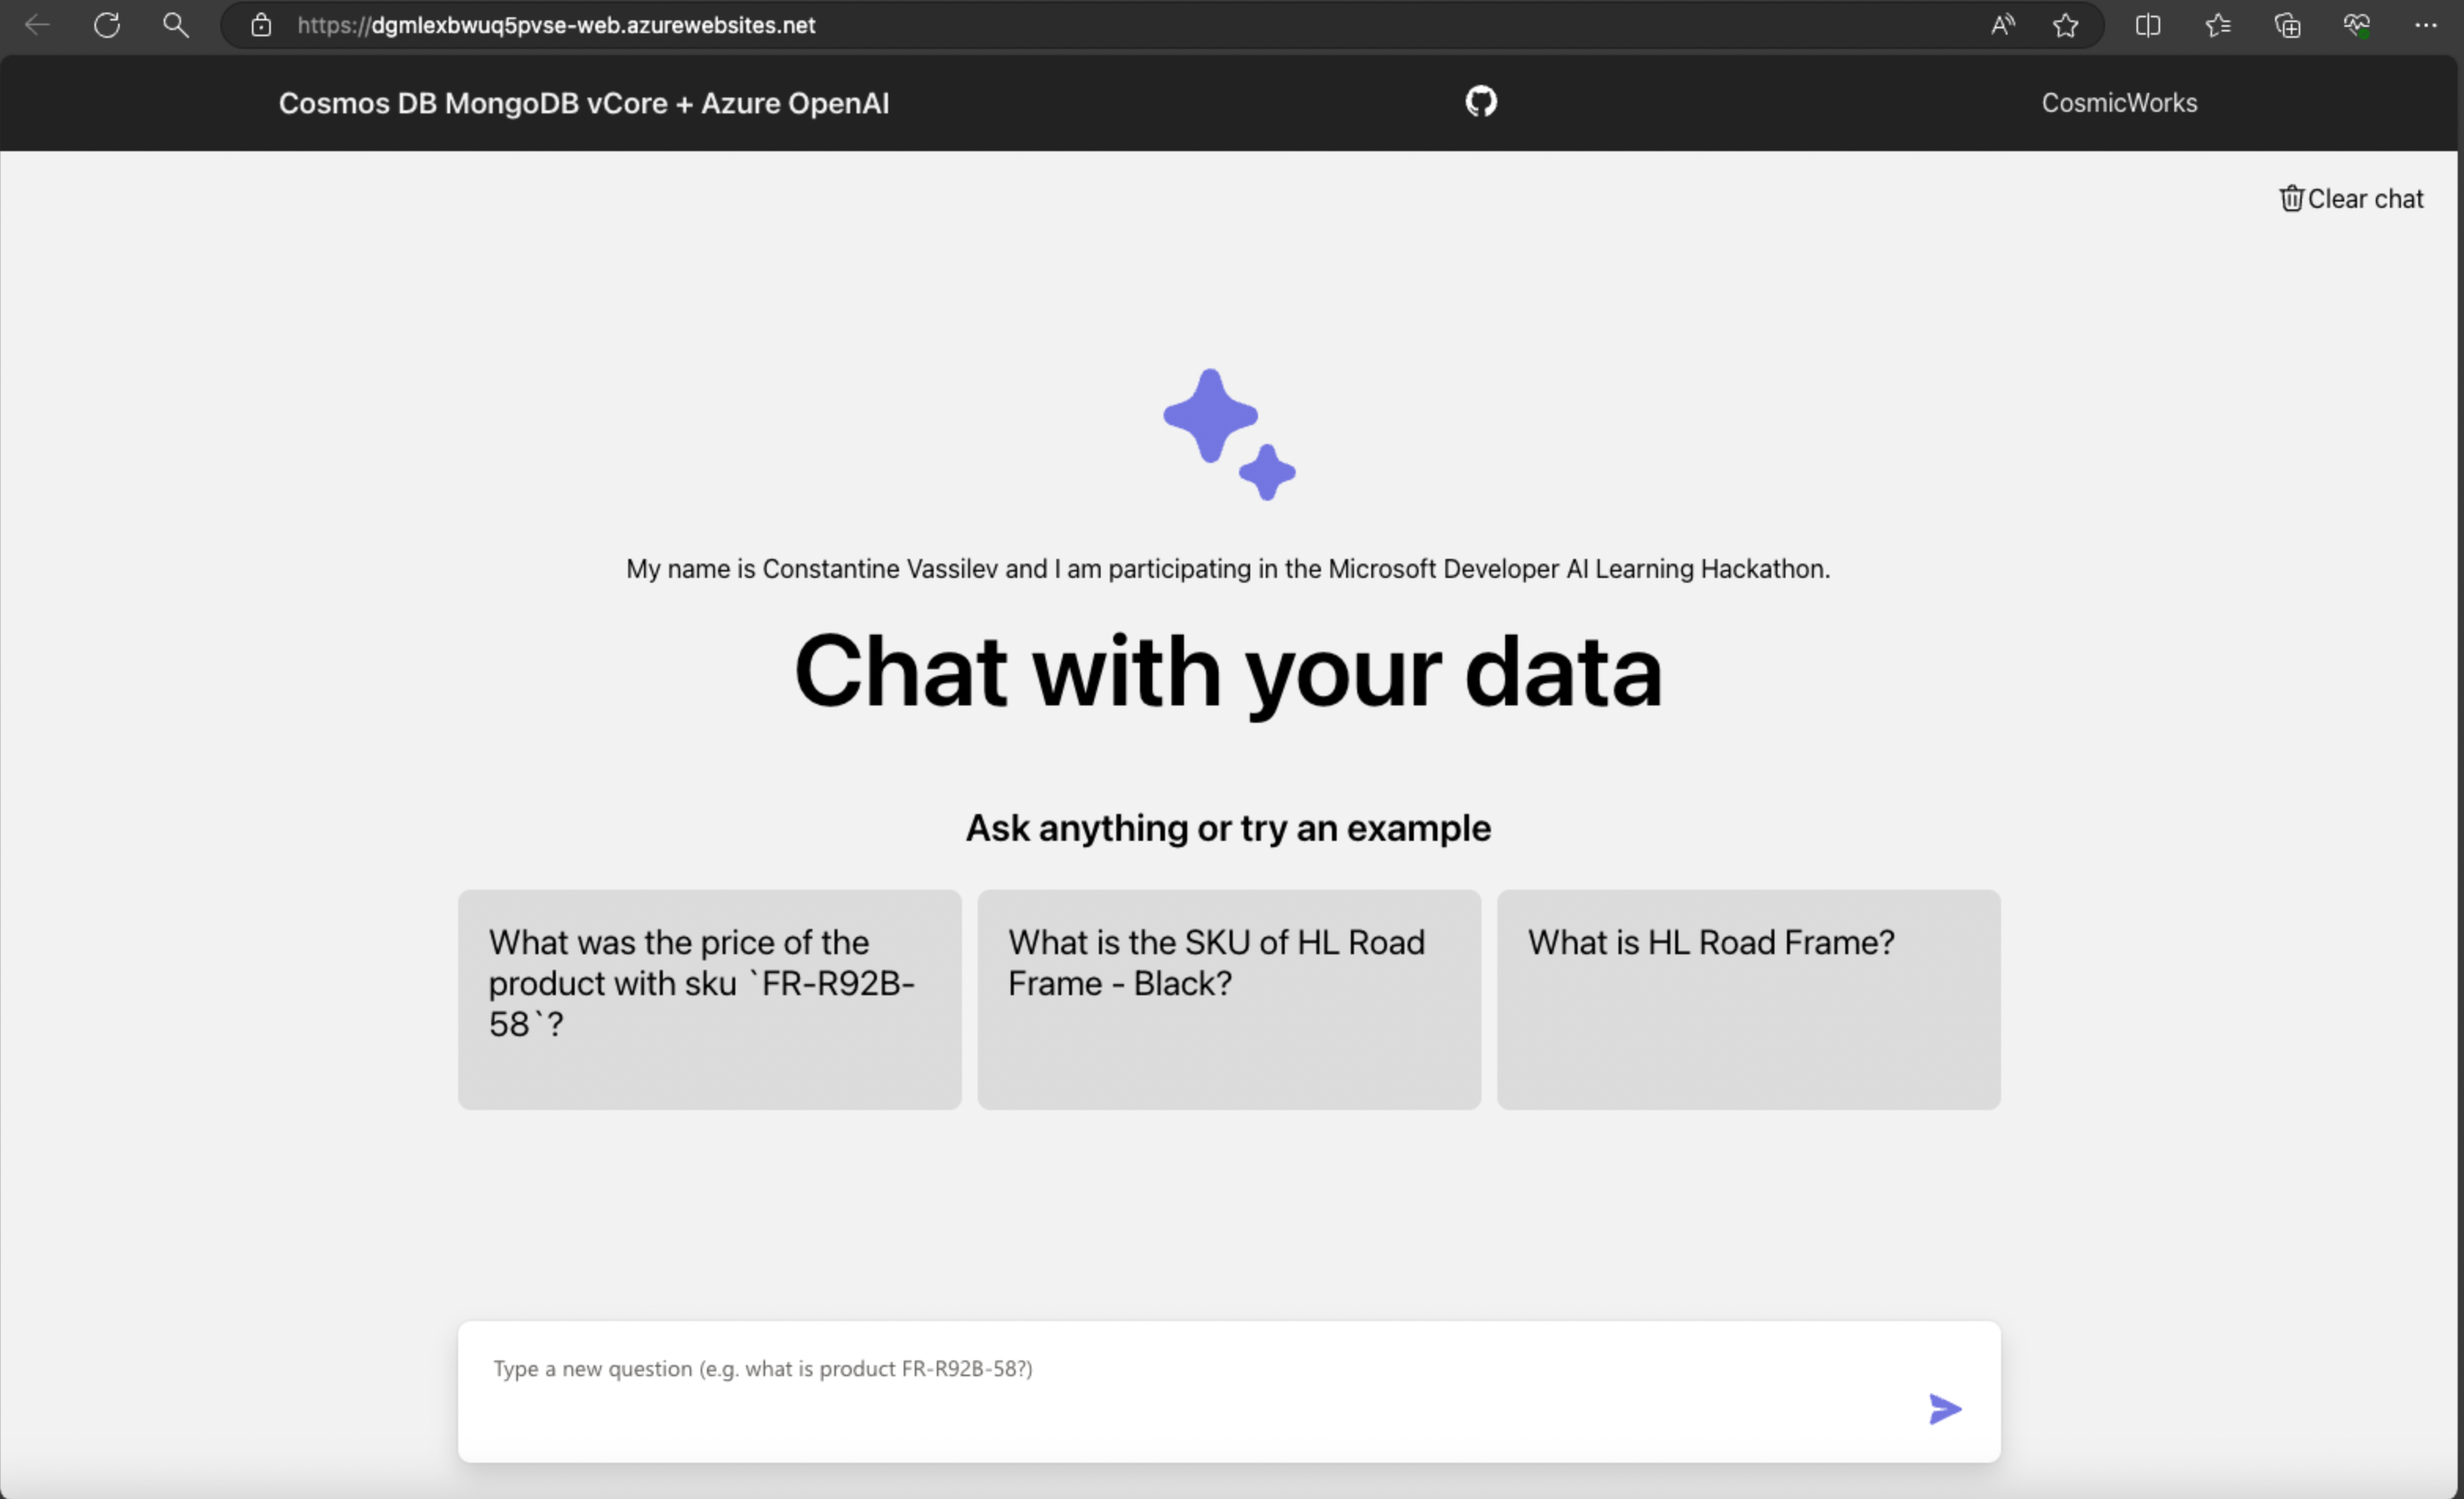 https://dgmlexbwuq5pvse-web.azurewebsites.net
Cosmos DB MongoDB vCore + Azure OpenAI
CosmicWorks
Clear chat
My name is Constantine Vassilev and I am participating in the Microsoft Developer AI Learning Hackathon.
Chat with your data
Ask anything or try an example
What was the price of the
product with sku `FR-R92B-
58`?
What is the SKU of HL Road
Frame - Black?
What is HL Road Frame?
Type a new question (e.g. what is product FR-R92B-58?)